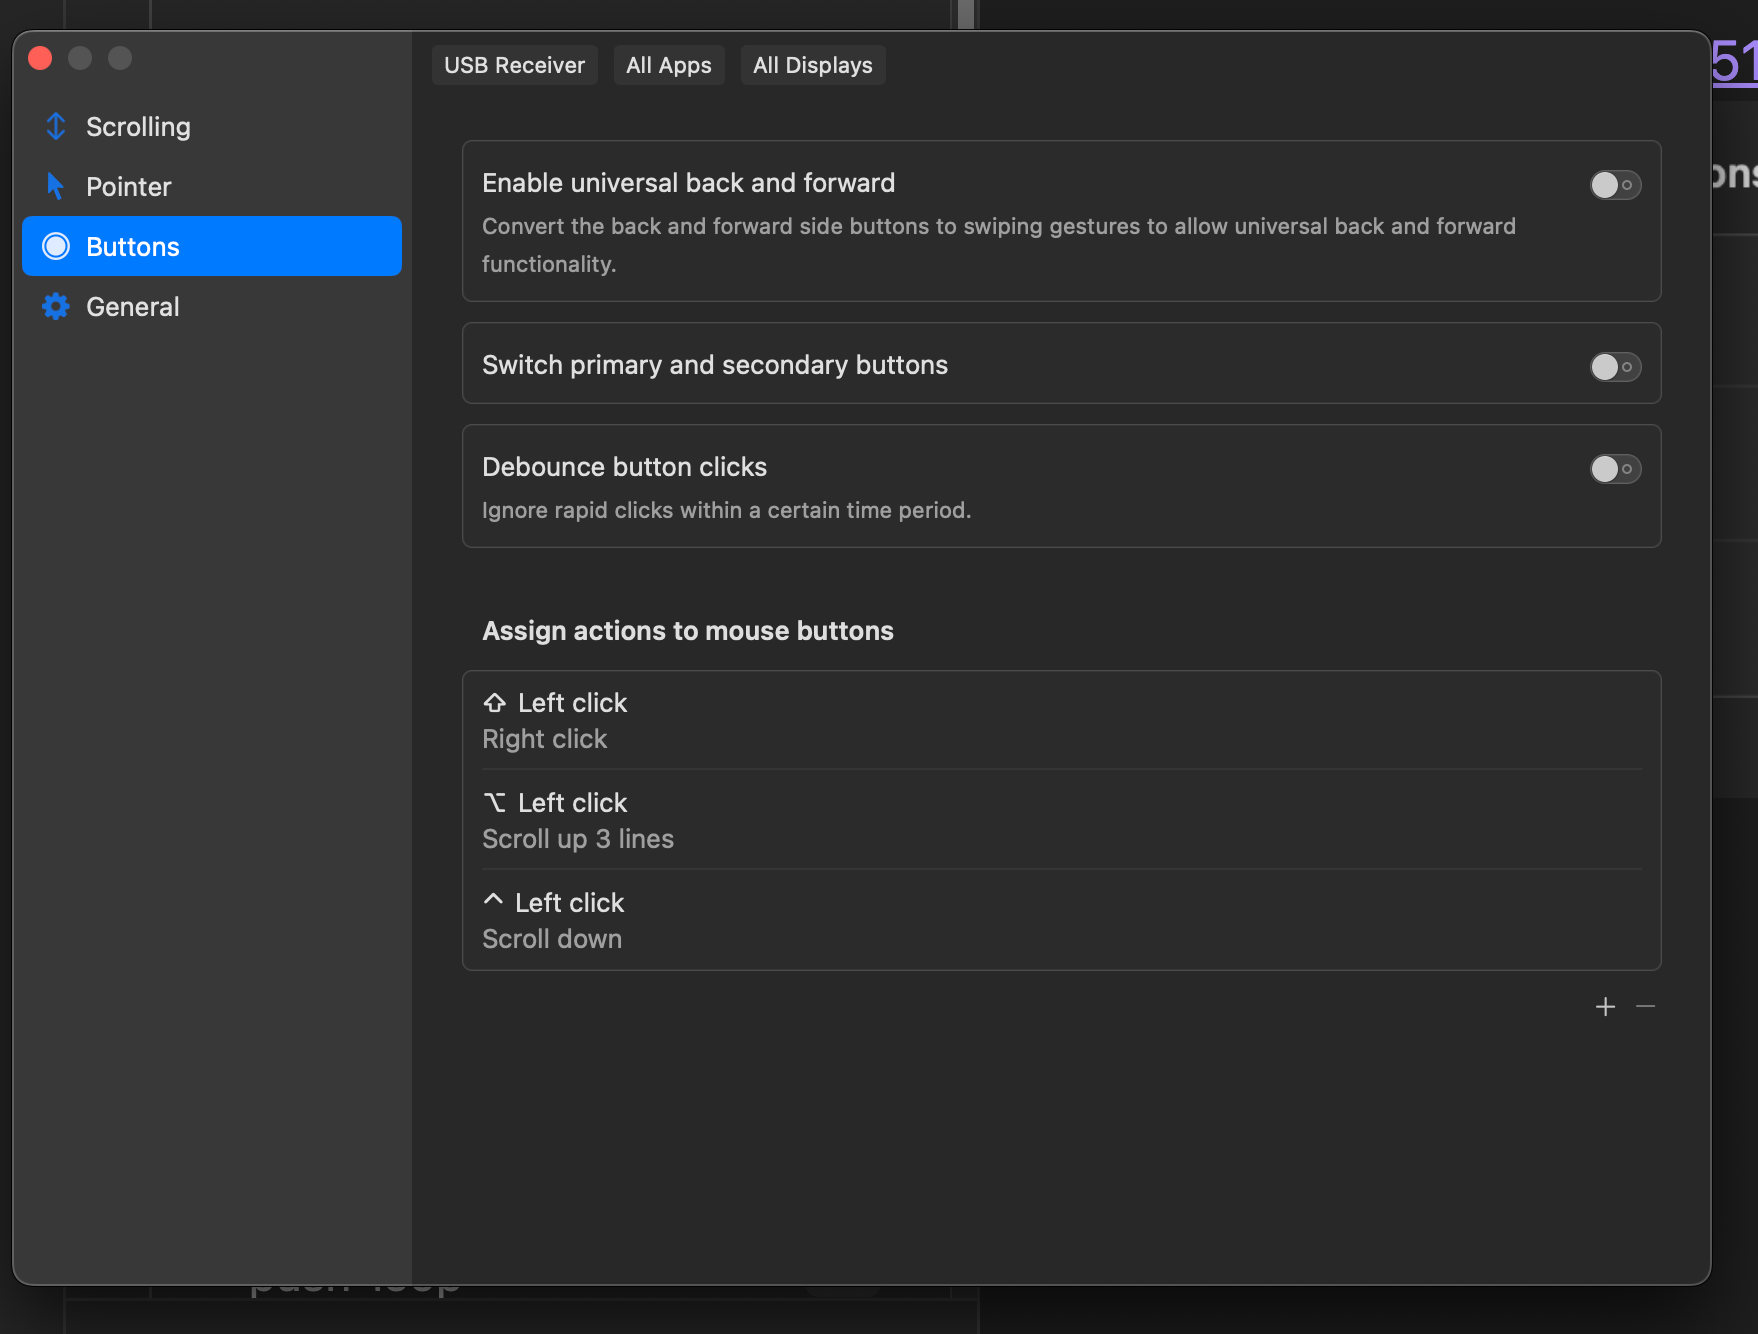 USB Receiver
All Apps
All Displays
Scrolling
Pointer
Buttons
General
Enable universal back and forward
Convert the back and forward side buttons to swiping gestures to allow universal back and forward
functionality.
Switch primary and secondary buttons
Debounce button clicks
Ignore rapid clicks within a certain time period.
Assign actions to mouse buttons
⇧ Left click
Right click
⌥ Left click
Scroll up 3 lines
^ Left click
Scroll down
+ −
51